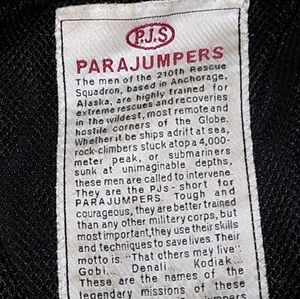 P.J.S
PARAJUMPERS
The men of the 210th Rescue
Squadron, based in Anchorage,
Alaska, are highly trained for
extreme rescues and recoveries
in the wildest, most remote and
hostile corners of the Globe.
Whether it be ships adrift at sea,
rock-climbers stuck atop a 4,000.
meter peak, or submariners
sunk at unimaginable depths,
these men are called to intervene.
They are the PJs - short for
PARAJUMPERS. Tough and
courageous, they are better trained
than any other military corps, but
most important, they use their skills
and techniques to save lives. Their
motto is: "That others may live".
Gobi... Denali... Kodiak...
These are the names of the
legendary missions of these
umpers